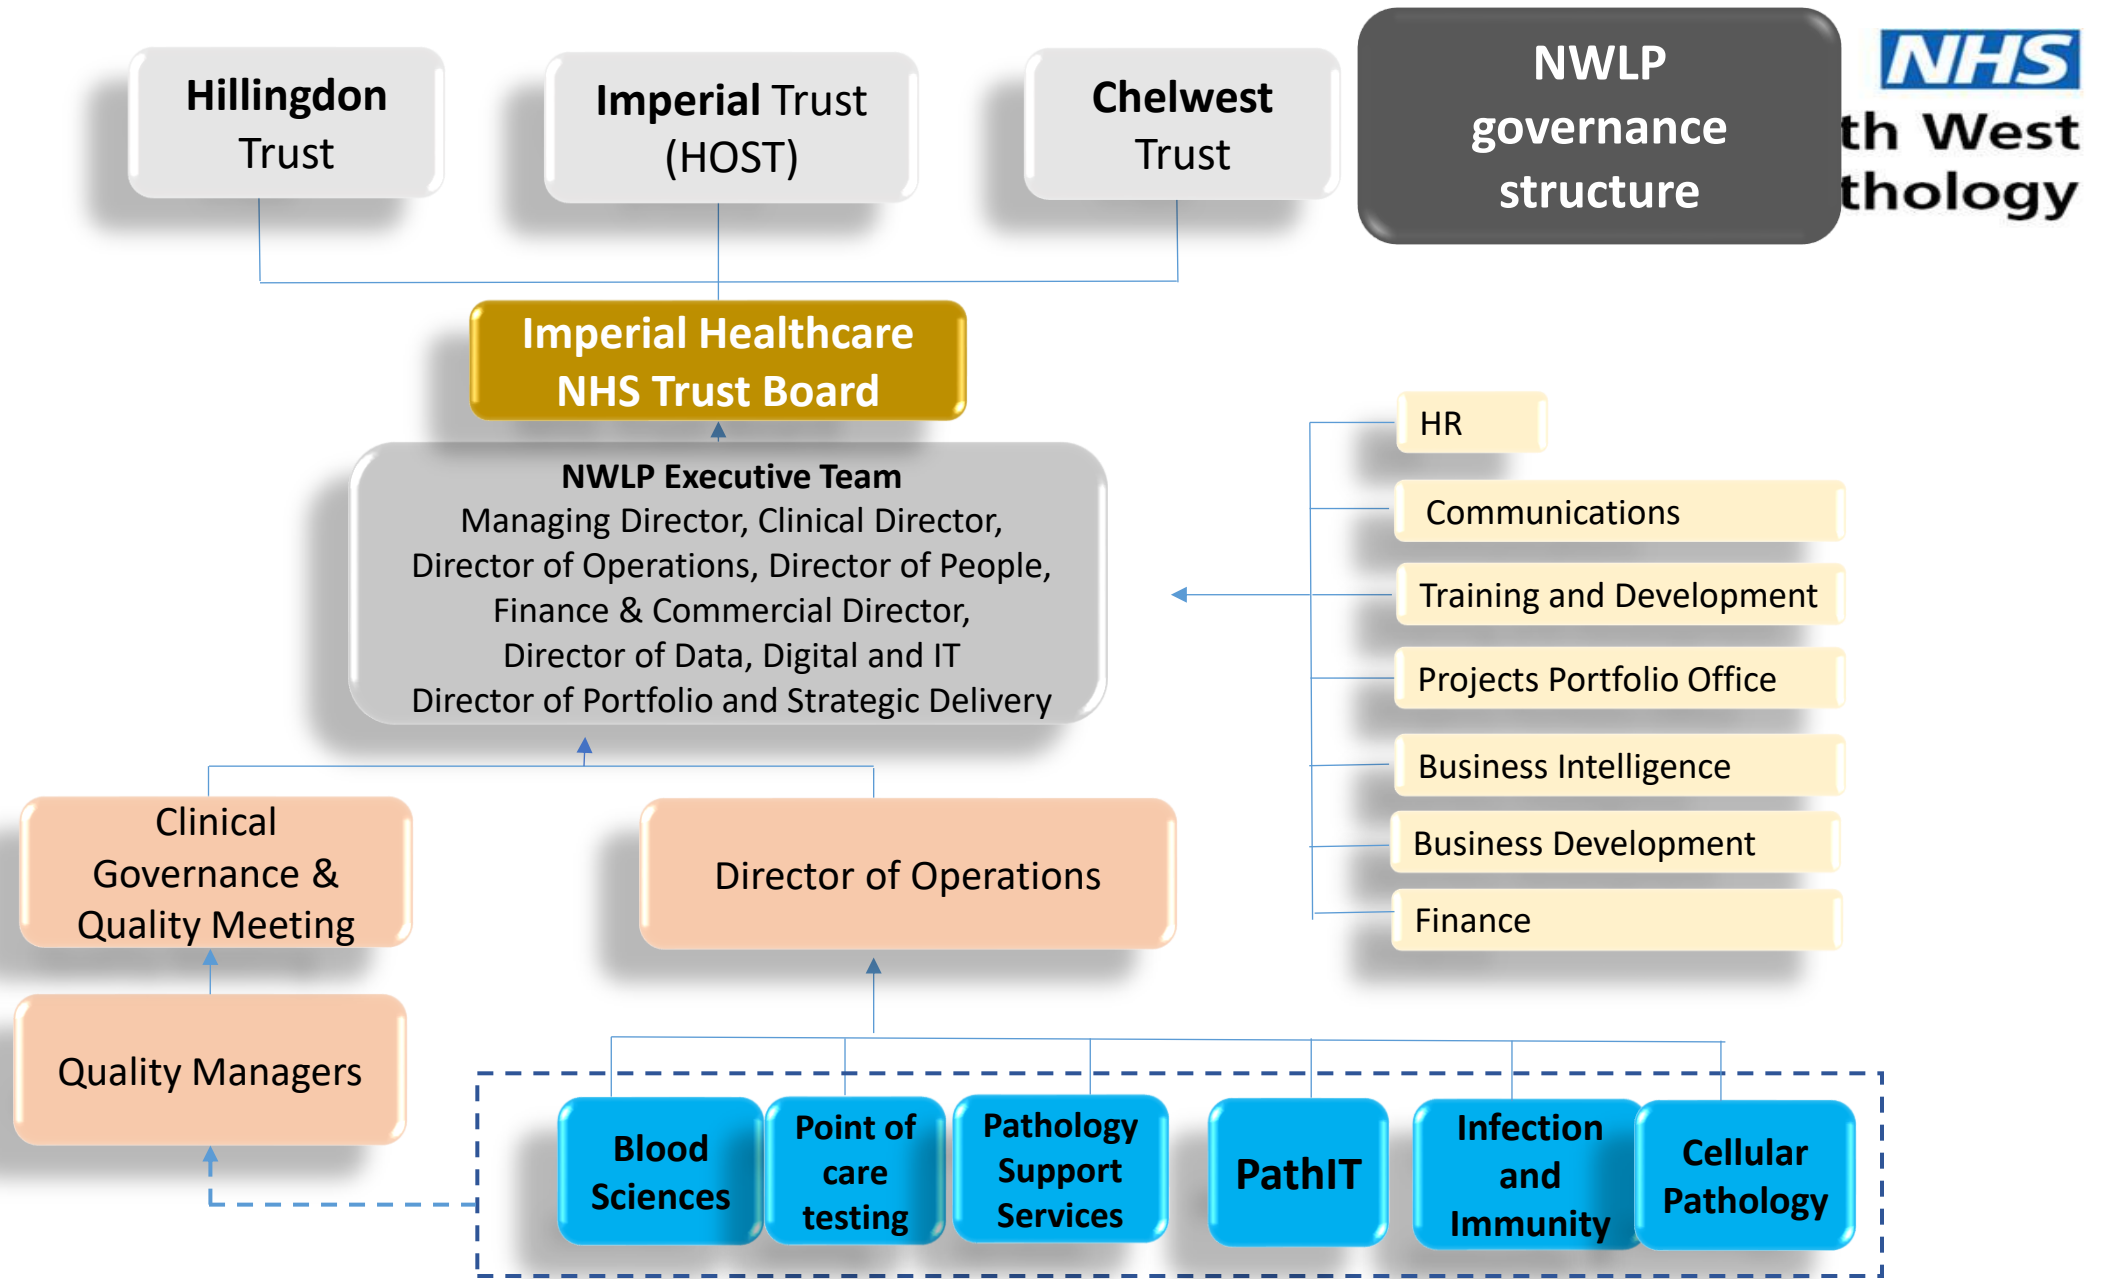 Hillingdon
Trust
Imperial Trust
(HOST)
Chelwest
Trust
NWLP
governance
structure
NHS
th West
thology
Imperial Healthcare
NHS Trust Board
NWLP Executive Team
Managing Director, Clinical Director,
Director of Operations, Director of People,
Finance & Commercial Director,
Director of Data, Digital and IT
Director of Portfolio and Strategic Delivery
HR
Communications
Training and Development
Projects Portfolio Office
Business Intelligence
Business Development
Finance
Clinical
Governance &
Quality Meeting
Director of Operations
Quality Managers
Blood
Sciences
Point of
care
testing
Pathology
Support
Services
PathIT
Infection
and
Immunity
Cellular
Pathology